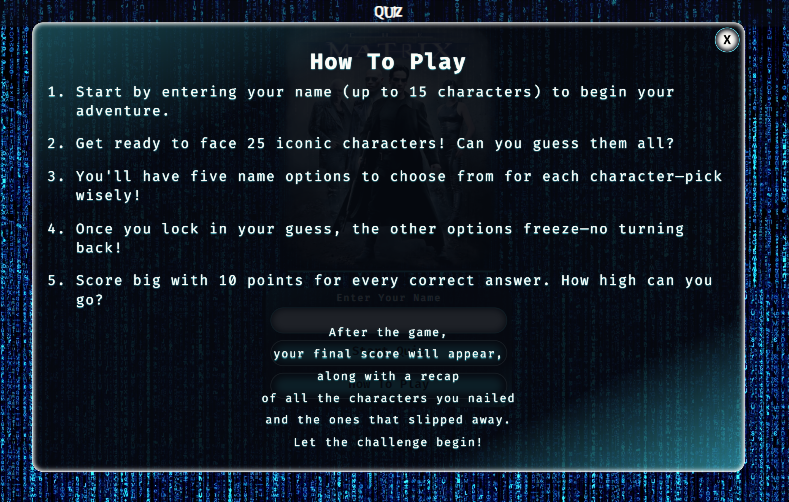 QUIZ
X
MATRIX
How To Play
1. Start by entering your name (up to 15 characters) to begin your
adventure.
2. Get ready to face 25 iconic characters! Can you guess them all?
3. You'll have five name options to choose from for each character—pick
wisely!
4. Once you lock in your guess, the other options freeze—no turning
back!
5. Score big with 10 points for every correct answer. How high can you
go?
Enter Your Name
After the game,
your final score will appear,
along with a recap
of all the characters you nailed
and the ones that slipped away.
Let the challenge begin!